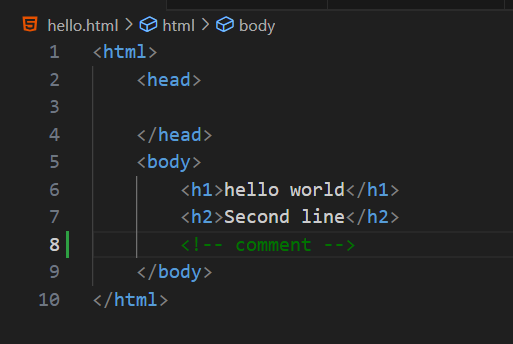 hello.html > html > body
1 <html>
2     <head>
3
4     </head>
5     <body>
6         <h1>hello world</h1>
7         <h2>Second line</h2>
8         <!-- comment -->
9     </body>
10 </html>